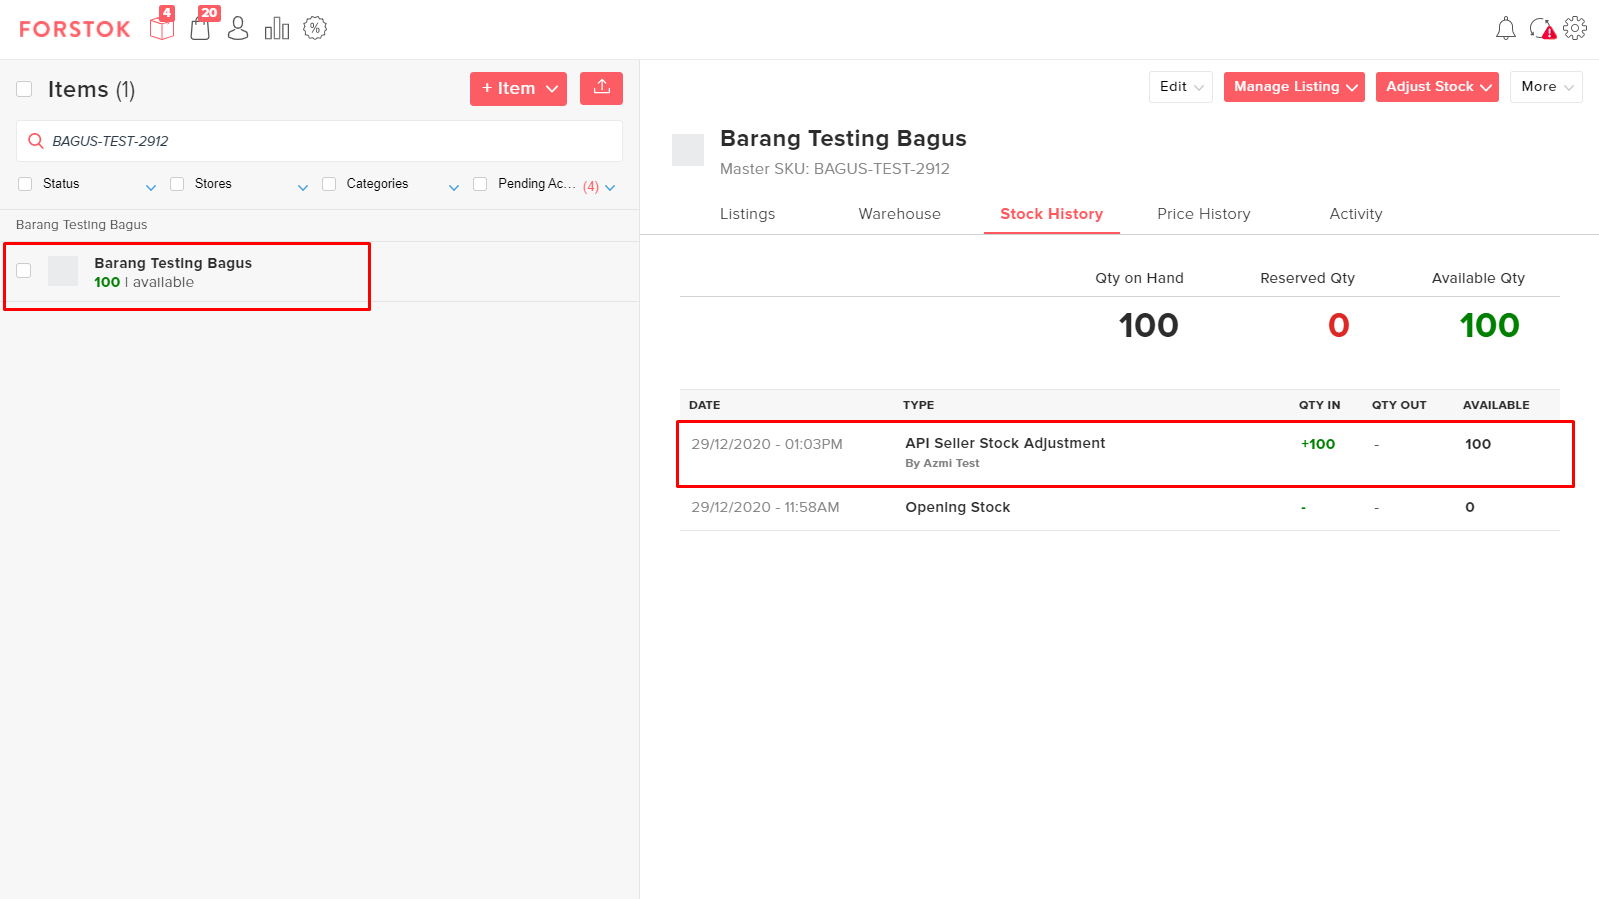 FORSTOK
4
20
Items (1)
+ Item
BAGUS-TEST-2912
Status
Stores
Categories
Pending Ac... (4)
Barang Testing Bagus
Barang Testing Bagus
100 | available
Edit
Manage Listing
Adjust Stock
More
Barang Testing Bagus
Master SKU: BAGUS-TEST-2912
Listings
Warehouse
Stock History
Price History
Activity
Qty on Hand
Reserved Qty
Available Qty
100
0
100
DATE TYPE QTY IN QTY OUT AVAILABLE
29/12/2020 - 01:03PM API Seller Stock Adjustment +100 - 100
By Azmi Test
29/12/2020 - 11:58AM Opening Stock - - 0